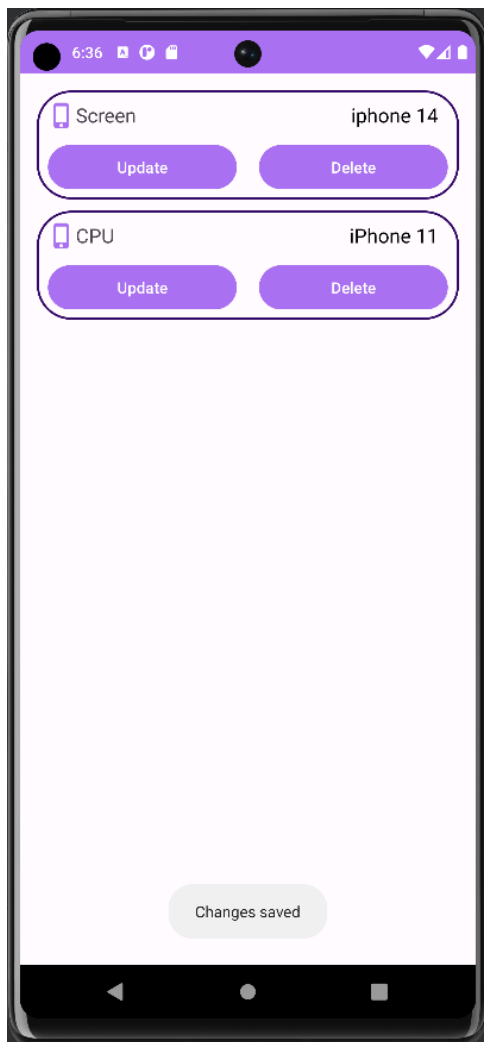 6:36
Screen iphone 14
Update Delete
CPU iPhone 11
Update Delete
Changes saved